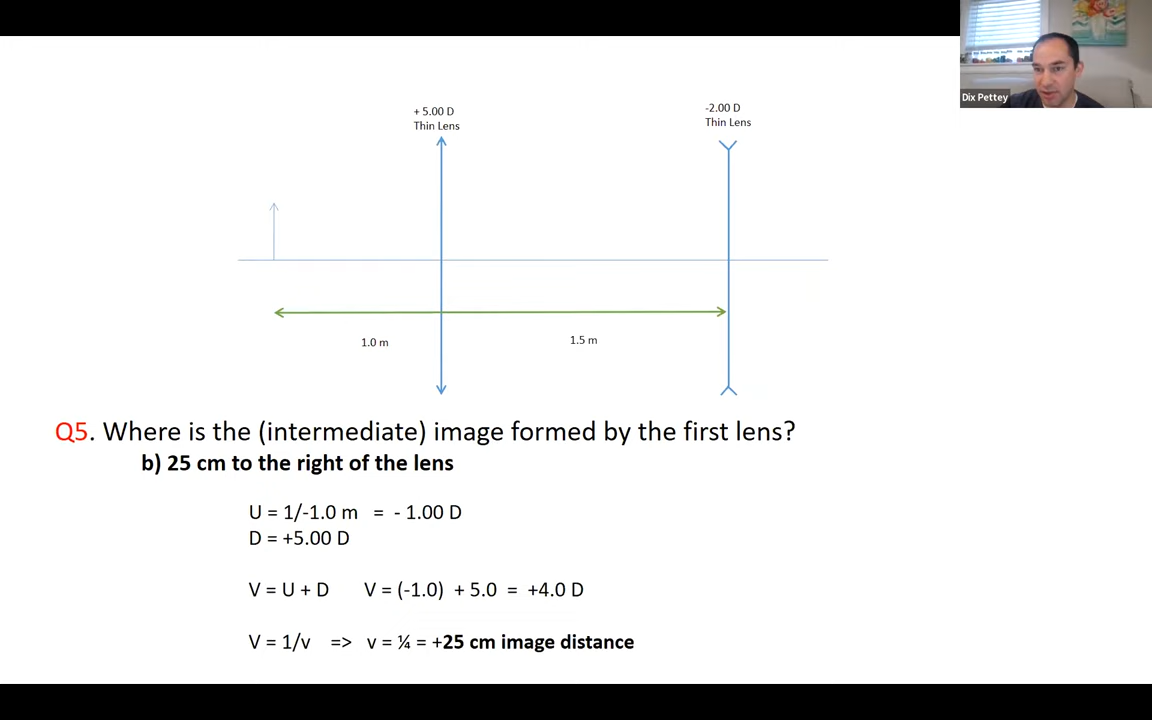 Dix Pettey
+ 5.00 D
Thin Lens
-2.00 D
Thin Lens
1.0 m
1.5 m
Q5. Where is the (intermediate) image formed by the first lens?
b) 25 cm to the right of the lens
U = 1/-1.0 m = - 1.00 D
D = +5.00 D
V = U + D V = (-1.0) + 5.0 = +4.0 D
V = 1/v => v = ¼ = +25 cm image distance